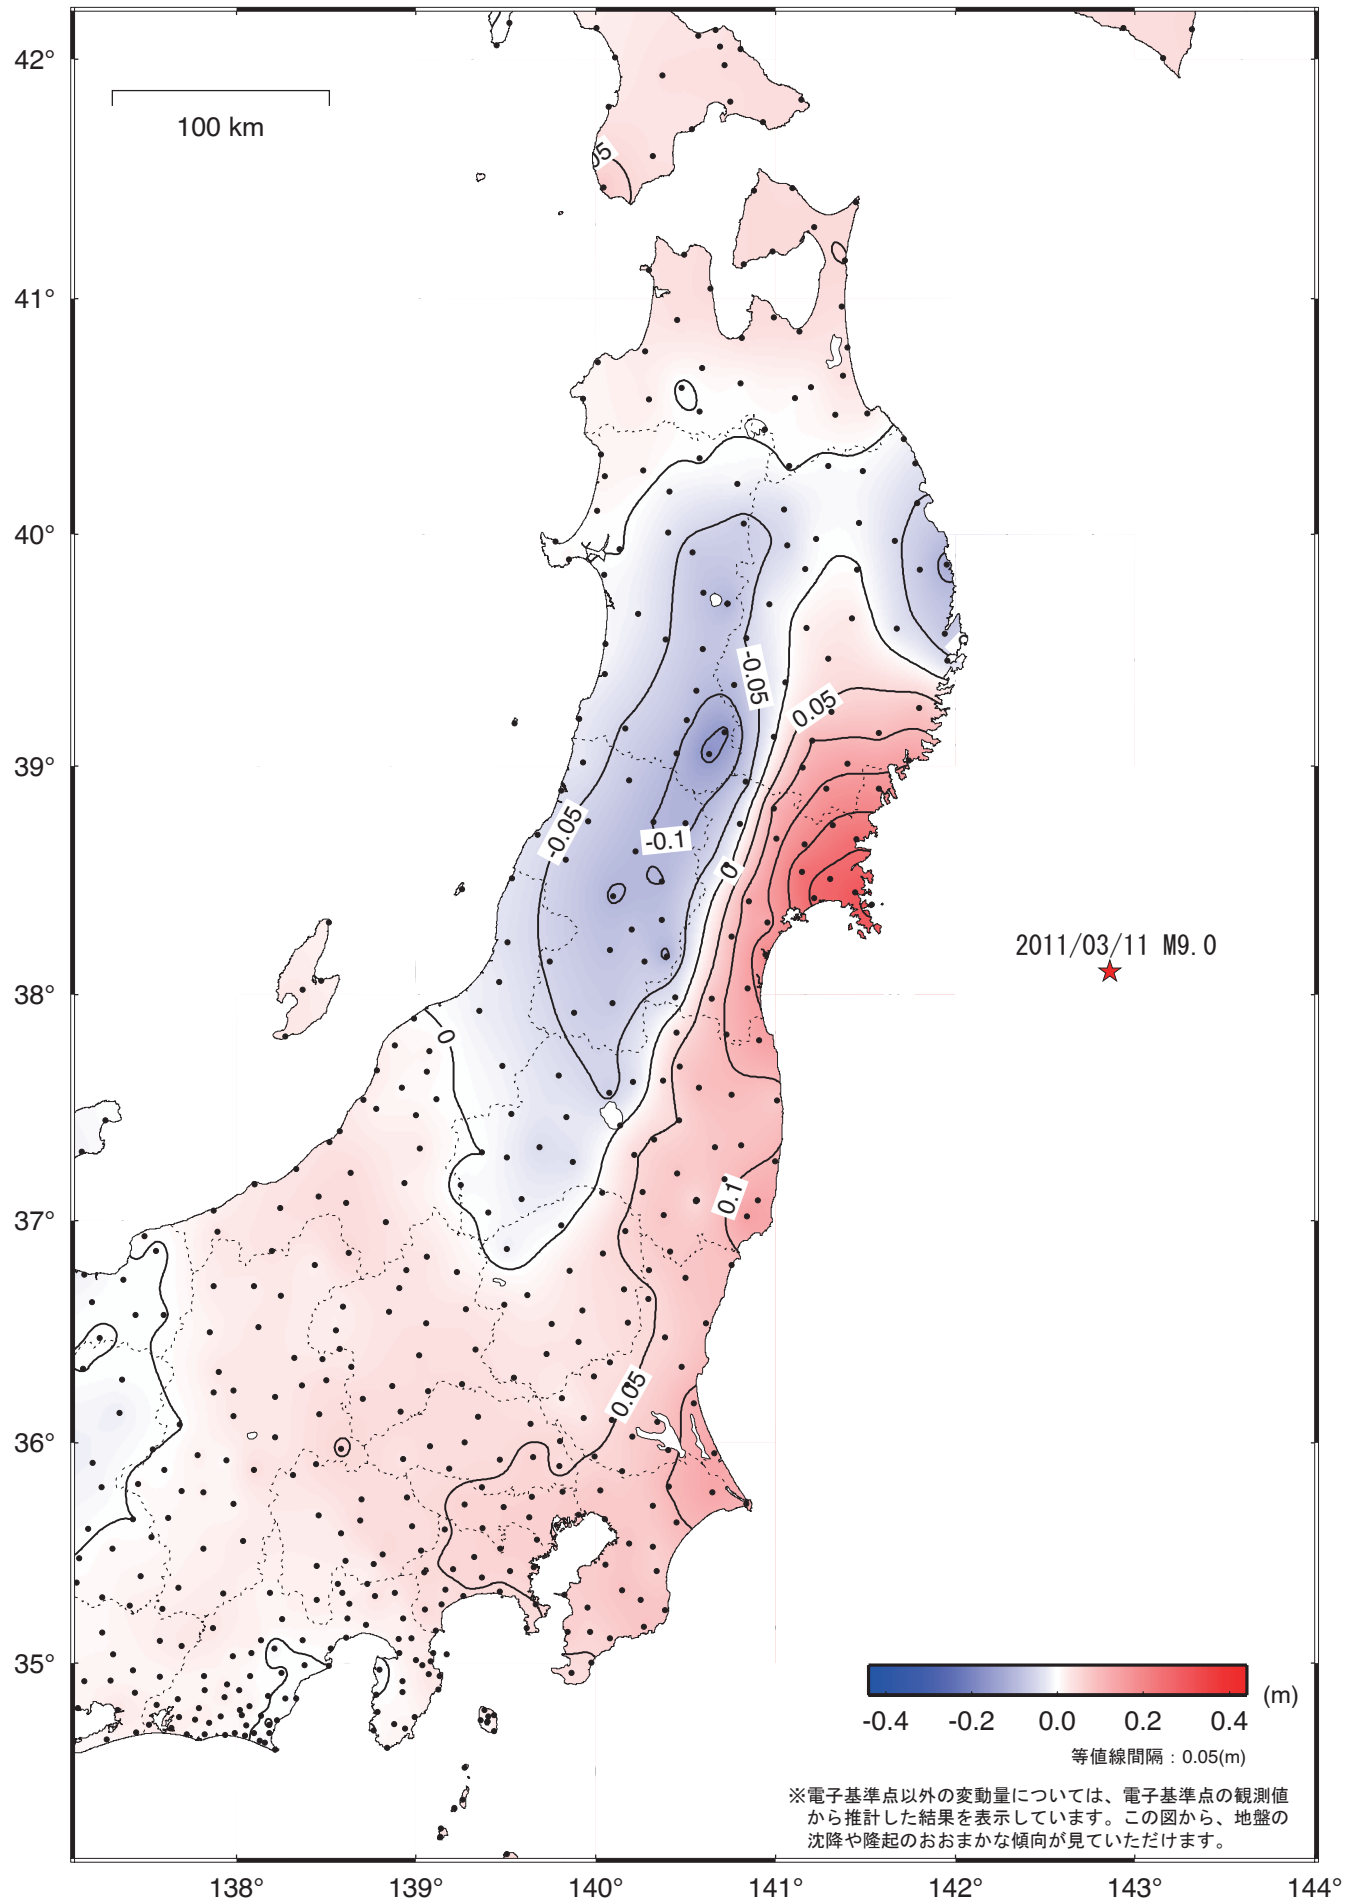 42°
41°
40°
39°
38°
37°
36°
35°
100 km
05
-0.05
0.05
-0.05
-0.1
0
0
0.1
0.05
2011/03/11 M9.0
(m)
-0.4 -0.2 0.0 0.2 0.4
等値線間隔：0.05(m)
※電子基準点以外の変動量については、電子基準点の観測値
から推計した結果を表示しています。この図から、地盤の
沈降や隆起のおおまかな傾向が見ていただけます。
138° 139° 140° 141° 142° 143° 144°